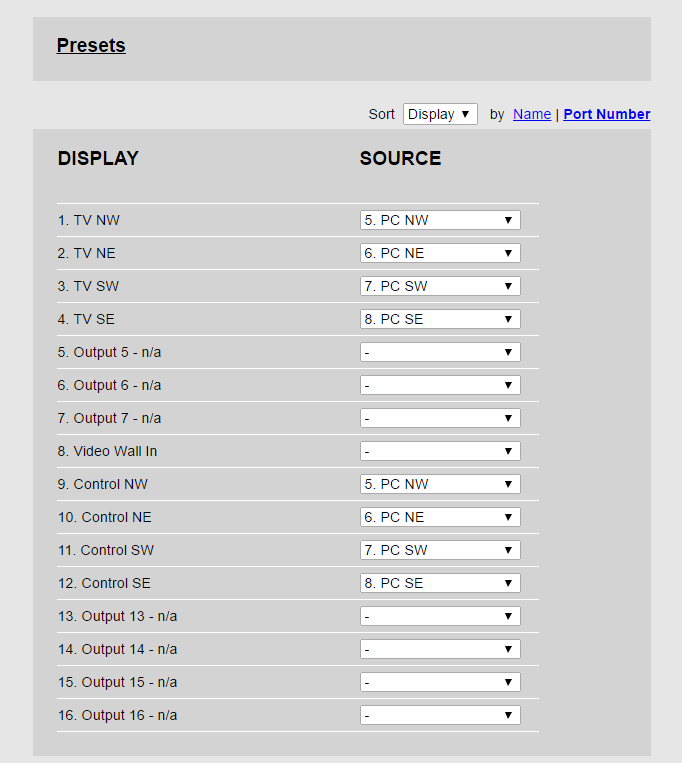 Presets
Sort Display ▼ by Name | Port Number
DISPLAY SOURCE
1. TV NW 5. PC NW ▼
2. TV NE 6. PC NE ▼
3. TV SW 7. PC SW ▼
4. TV SE 8. PC SE ▼
5. Output 5 - n/a - ▼
6. Output 6 - n/a - ▼
7. Output 7 - n/a - ▼
8. Video Wall In - ▼
9. Control NW 5. PC NW ▼
10. Control NE 6. PC NE ▼
11. Control SW 7. PC SW ▼
12. Control SE 8. PC SE ▼
13. Output 13 - n/a - ▼
14. Output 14 - n/a - ▼
15. Output 15 - n/a - ▼
16. Output 16 - n/a - ▼